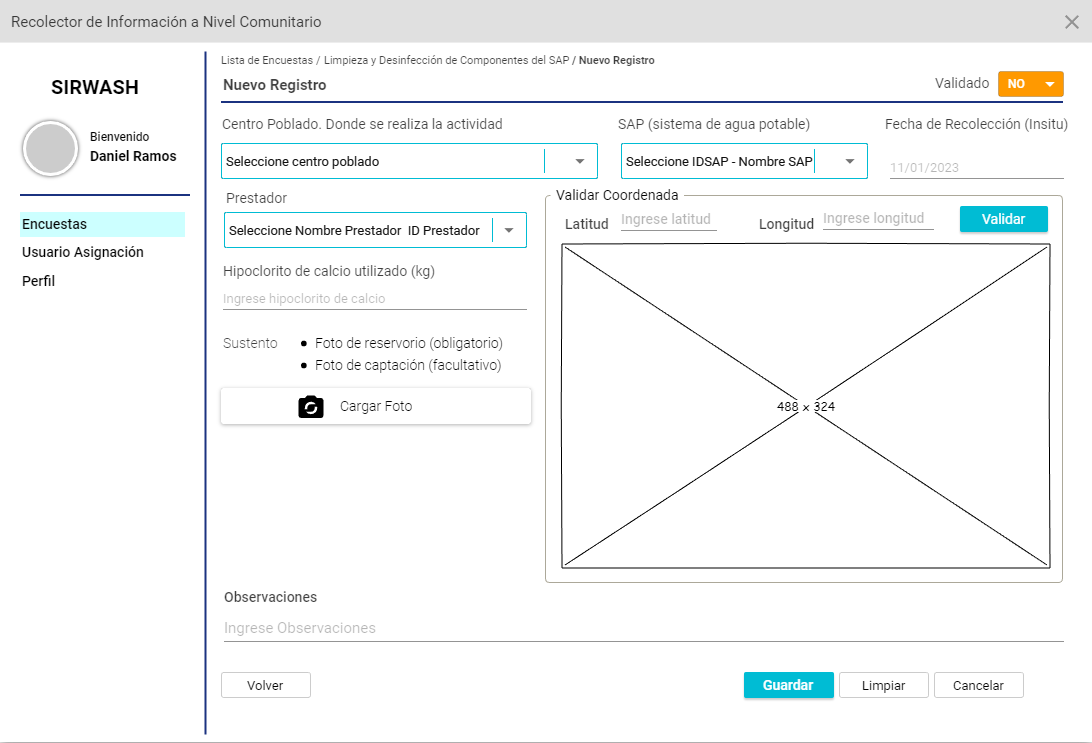 Recolector de Información a Nivel Comunitario
SIRWASH
Bienvenido
Daniel Ramos
Encuestas
Usuario Asignación
Perfil
Lista de Encuestas / Limpieza y Desinfección de Componentes del SAP / Nuevo Registro
Nuevo Registro
Validado NO
Centro Poblado. Donde se realiza la actividad
SAP (sistema de agua potable)
Fecha de Recolección (Insitu)
Seleccione centro poblado
Seleccione IDSAP - Nombre SAP
11/01/2023
Prestador
Seleccione Nombre Prestador ID Prestador
Hipoclorito de calcio utilizado (kg)
Ingrese hipoclorito de calcio
Sustento
• Foto de reservorio (obligatorio)
• Foto de captación (facultativo)
Cargar Foto
Validar Coordenada
Latitud Ingrese latitud
Longitud Ingrese longitud
Validar
488 x 324
Observaciones
Ingrese Observaciones
Volver
Guardar
Limpiar
Cancelar